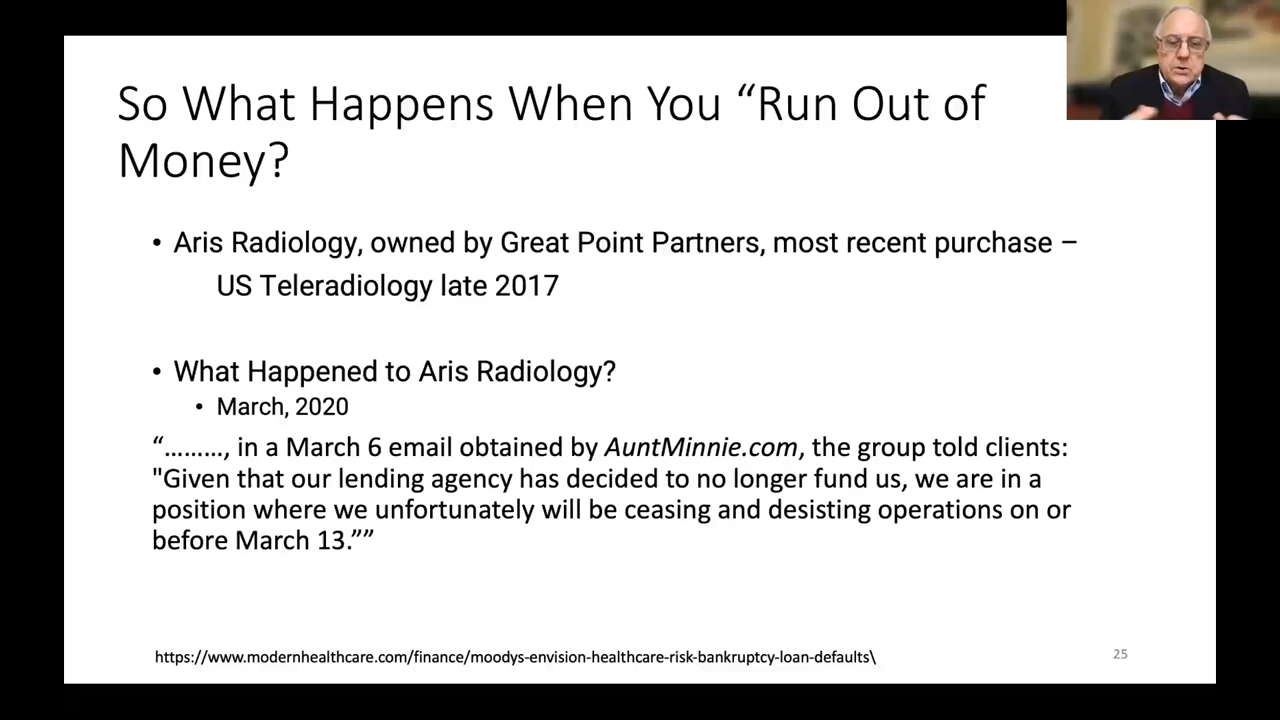 So What Happens When You “Run Out of
Money?
• Aris Radiology, owned by Great Point Partners, most recent purchase –
US Teleradiology late 2017
• What Happened to Aris Radiology?
• March, 2020
“………, in a March 6 email obtained by AuntMinnie.com, the group told clients:
"Given that our lending agency has decided to no longer fund us, we are in a
position where we unfortunately will be ceasing and desisting operations on or
before March 13.””
https://www.modernhealthcare.com/finance/moodys-envision-healthcare-risk-bankruptcy-loan-defaults\
25